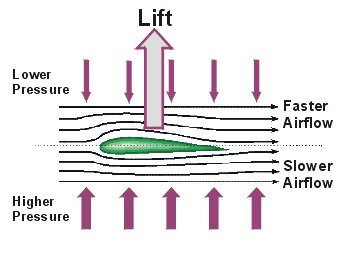 Lift
Lower
Pressure
Faster
Airflow
Slower
Airflow
Higher
Pressure